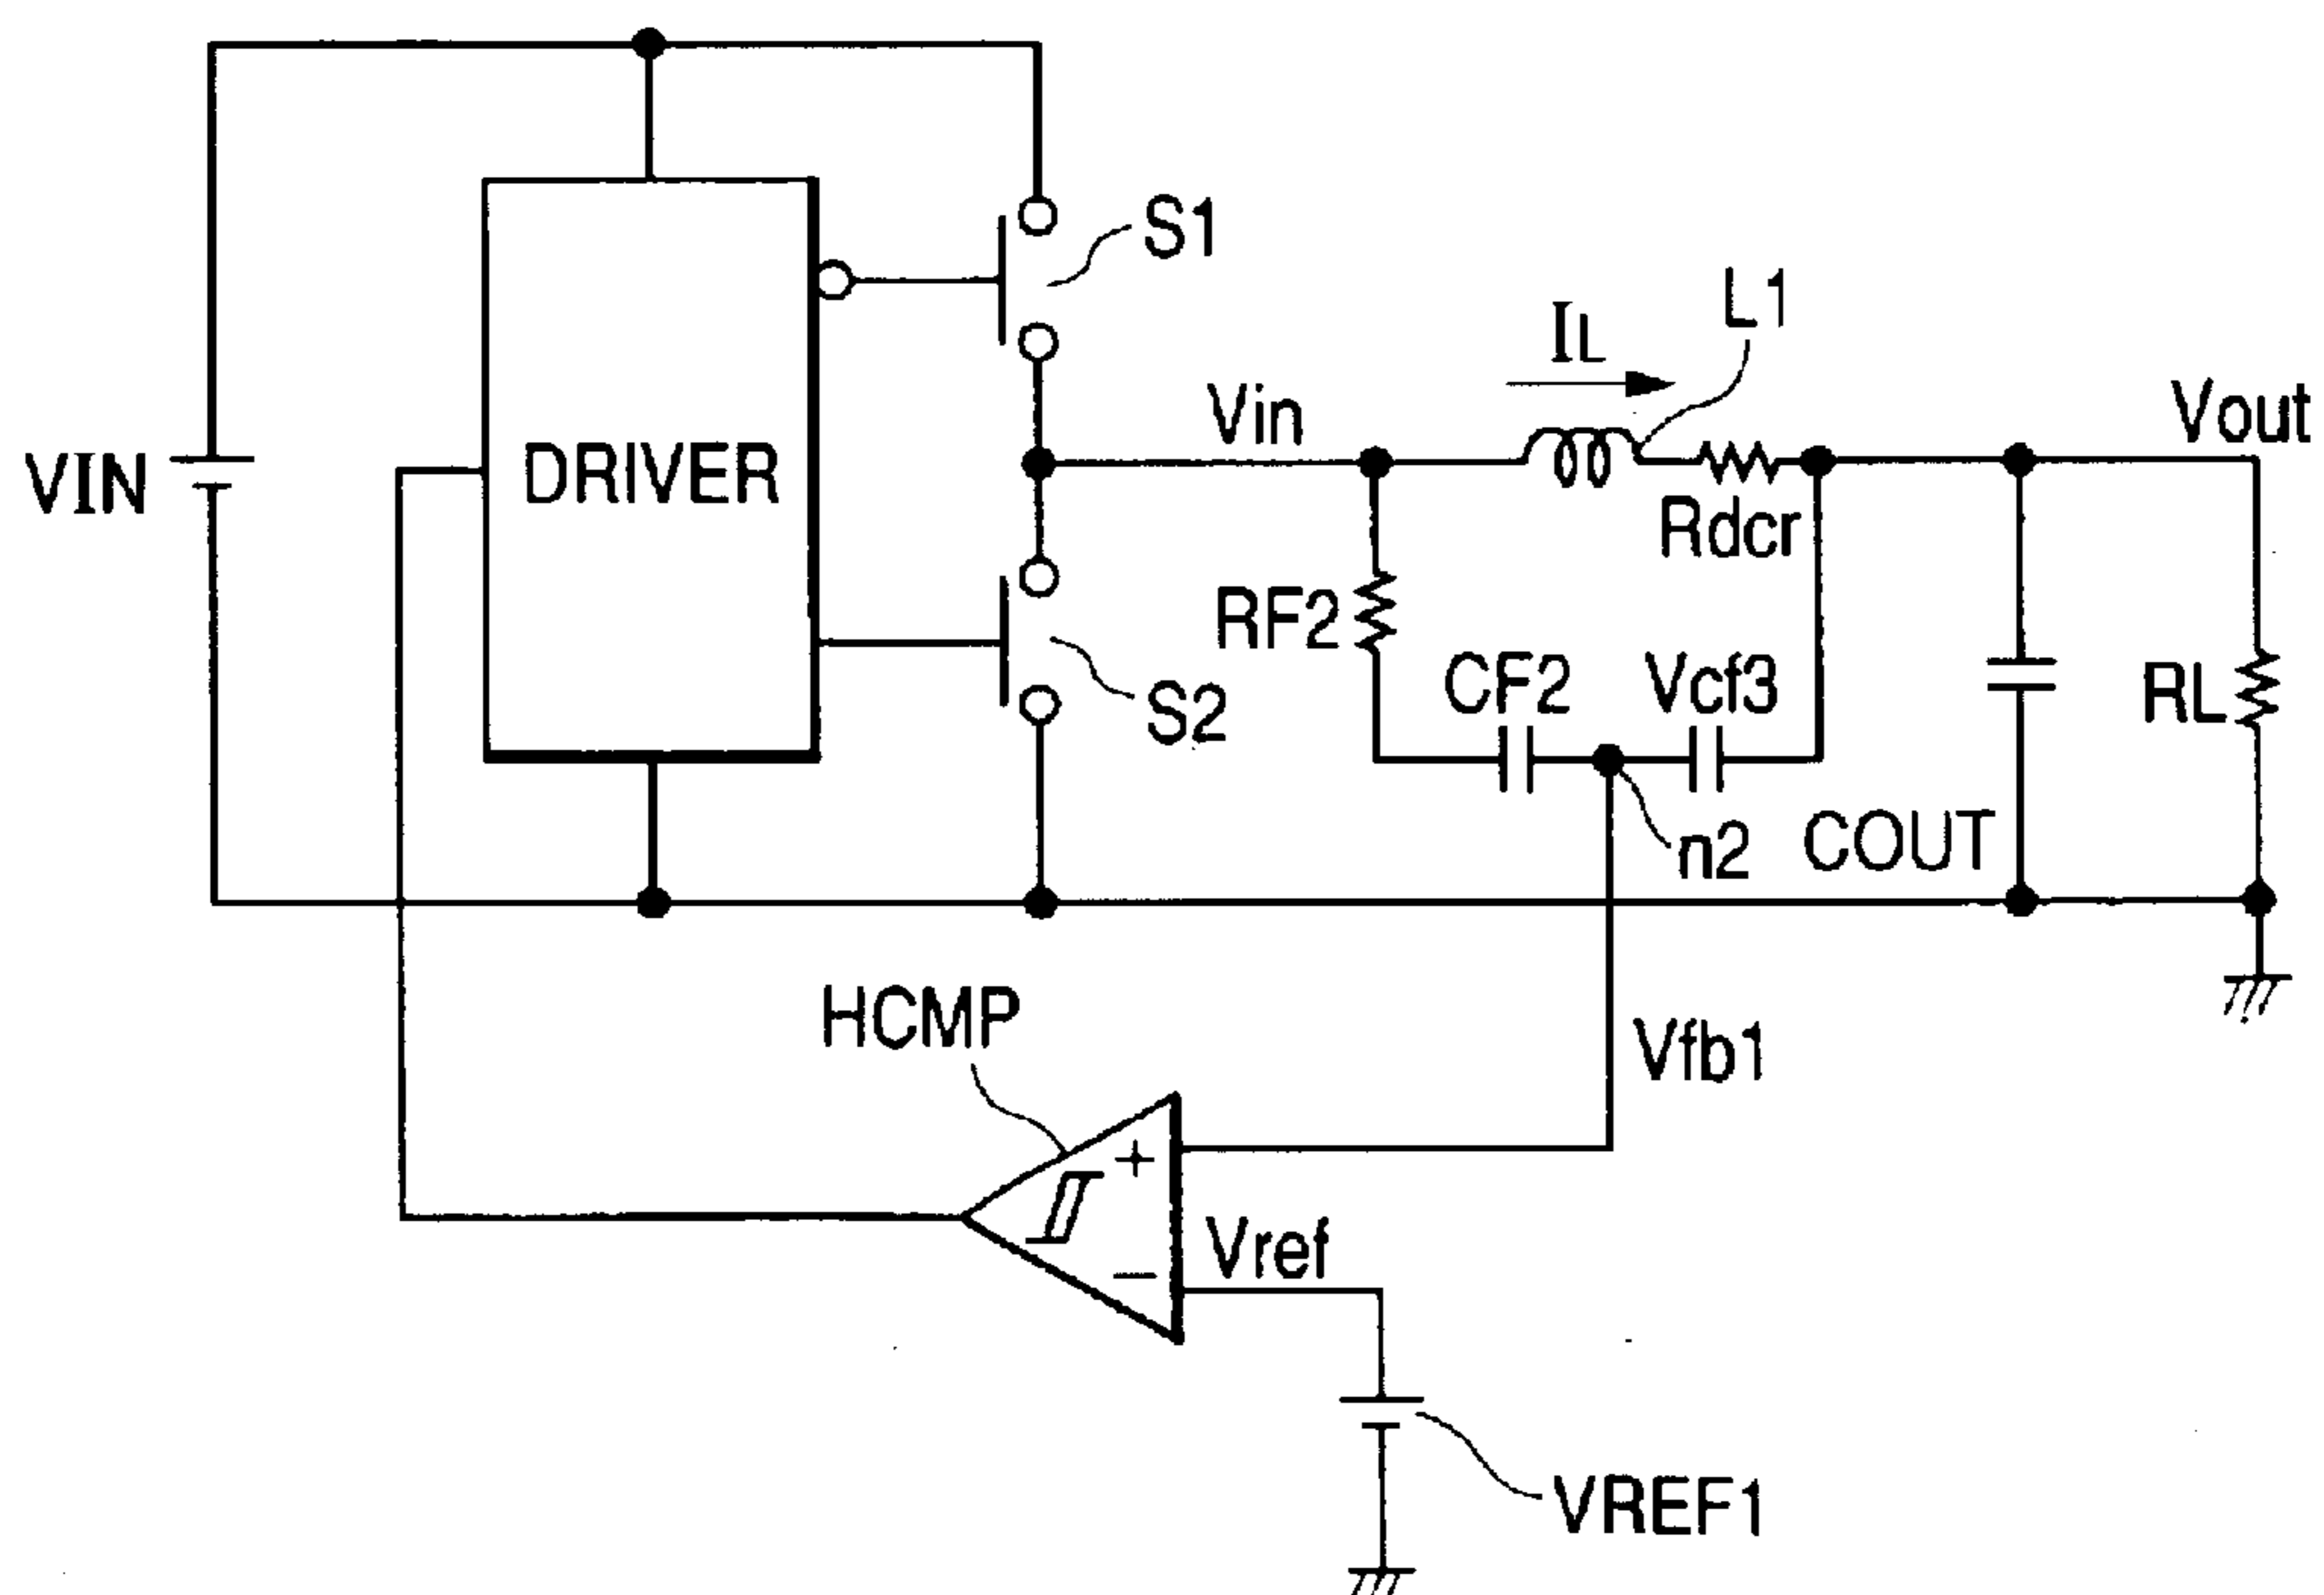 S1
L1
IL
Vin
Vout
VIN
DRIVER
Rdcr
RF2
CF2
Vcf3
RL
S2
COUT
n2
HCMP
Vfb1
+
Vref
−
VREF1